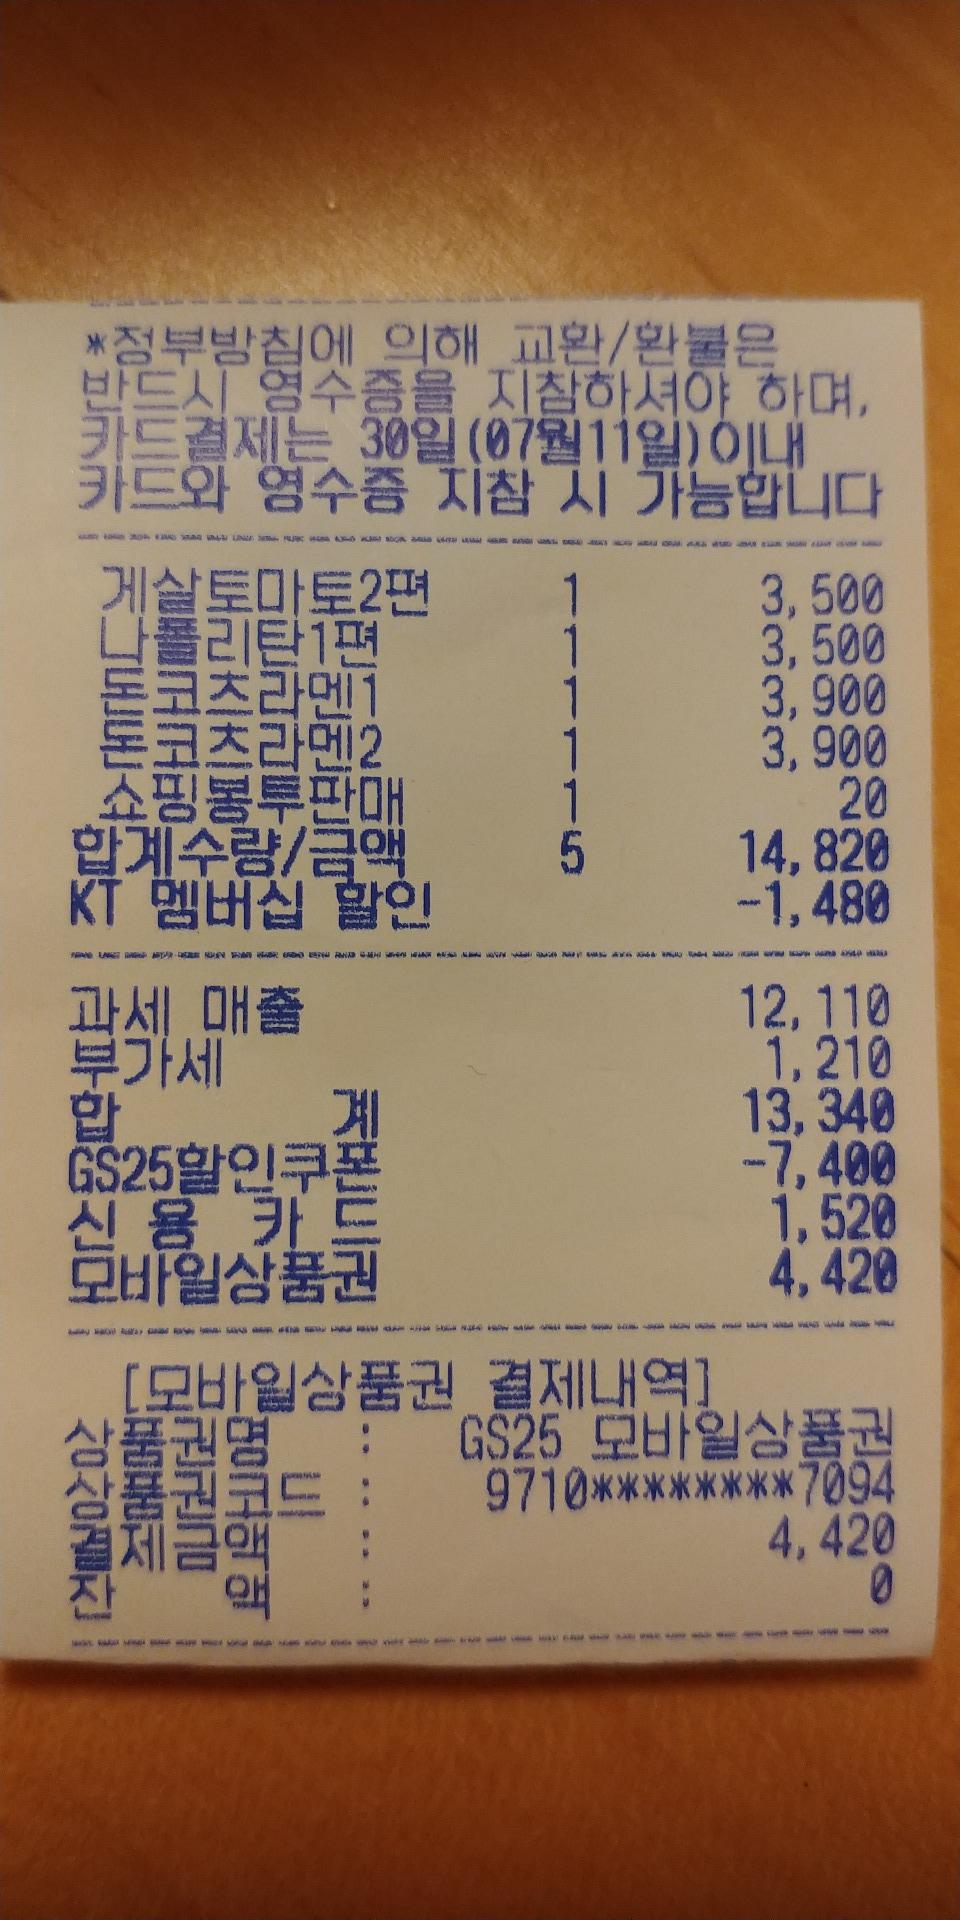 *정부방침에 의해 교환/환불은
반드시 영수증을 지참하셔야 하며,
카드결제는 30일(07월11일)이내
카드와 영수증 지참 시 가능합니다
게살토마토2편 1 3,500
나폴리탄1편 1 3,500
돈코츠라멘1 1 3,900
돈코츠라멘2 1 3,900
쇼핑봉투판매 1 20
합계수량/금액 5 14,820
KT 멤버십 할인 -1,480
과세 매출 12,110
부가세 1,210
합 계 13,340
GS25할인쿠폰 -7,400
신 용 카 드 1,520
모바일상품권 4,420
[모바일상품권 결제내역]
상품권명 : GS25 모바일상품권
상품권코드 : 9710********7094
결제금액 : 4,420
잔 액 : 0